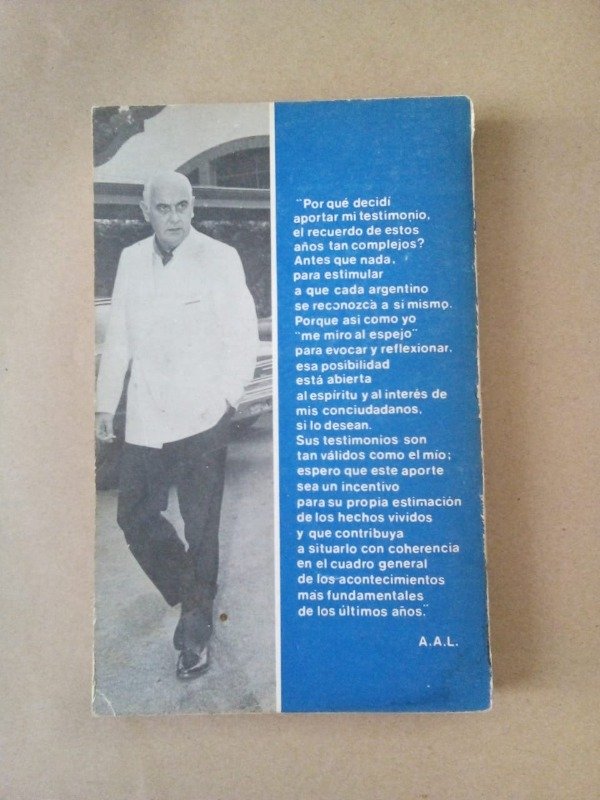 "Por qué decidí
aportar mi testimonio,
el recuerdo de estos
años tan complejos?
Antes que nada,
para estimular
a que cada argentino
se reconozca a sí mismo.
Porque así como yo
"me miro al espejo"
para evocar y reflexionar,
esa posibilidad
está abierta
al espíritu y al interés de
mis conciudadanos,
si lo desean.
Sus testimonios son
tan válidos como el mío;
espero que este aporte
sea un incentivo
para su propia estimación
de los hechos vividos
y que contribuya
a situarlo con coherencia
en el cuadro general
de los acontecimientos
más fundamentales
de los últimos años."
A.A.L.